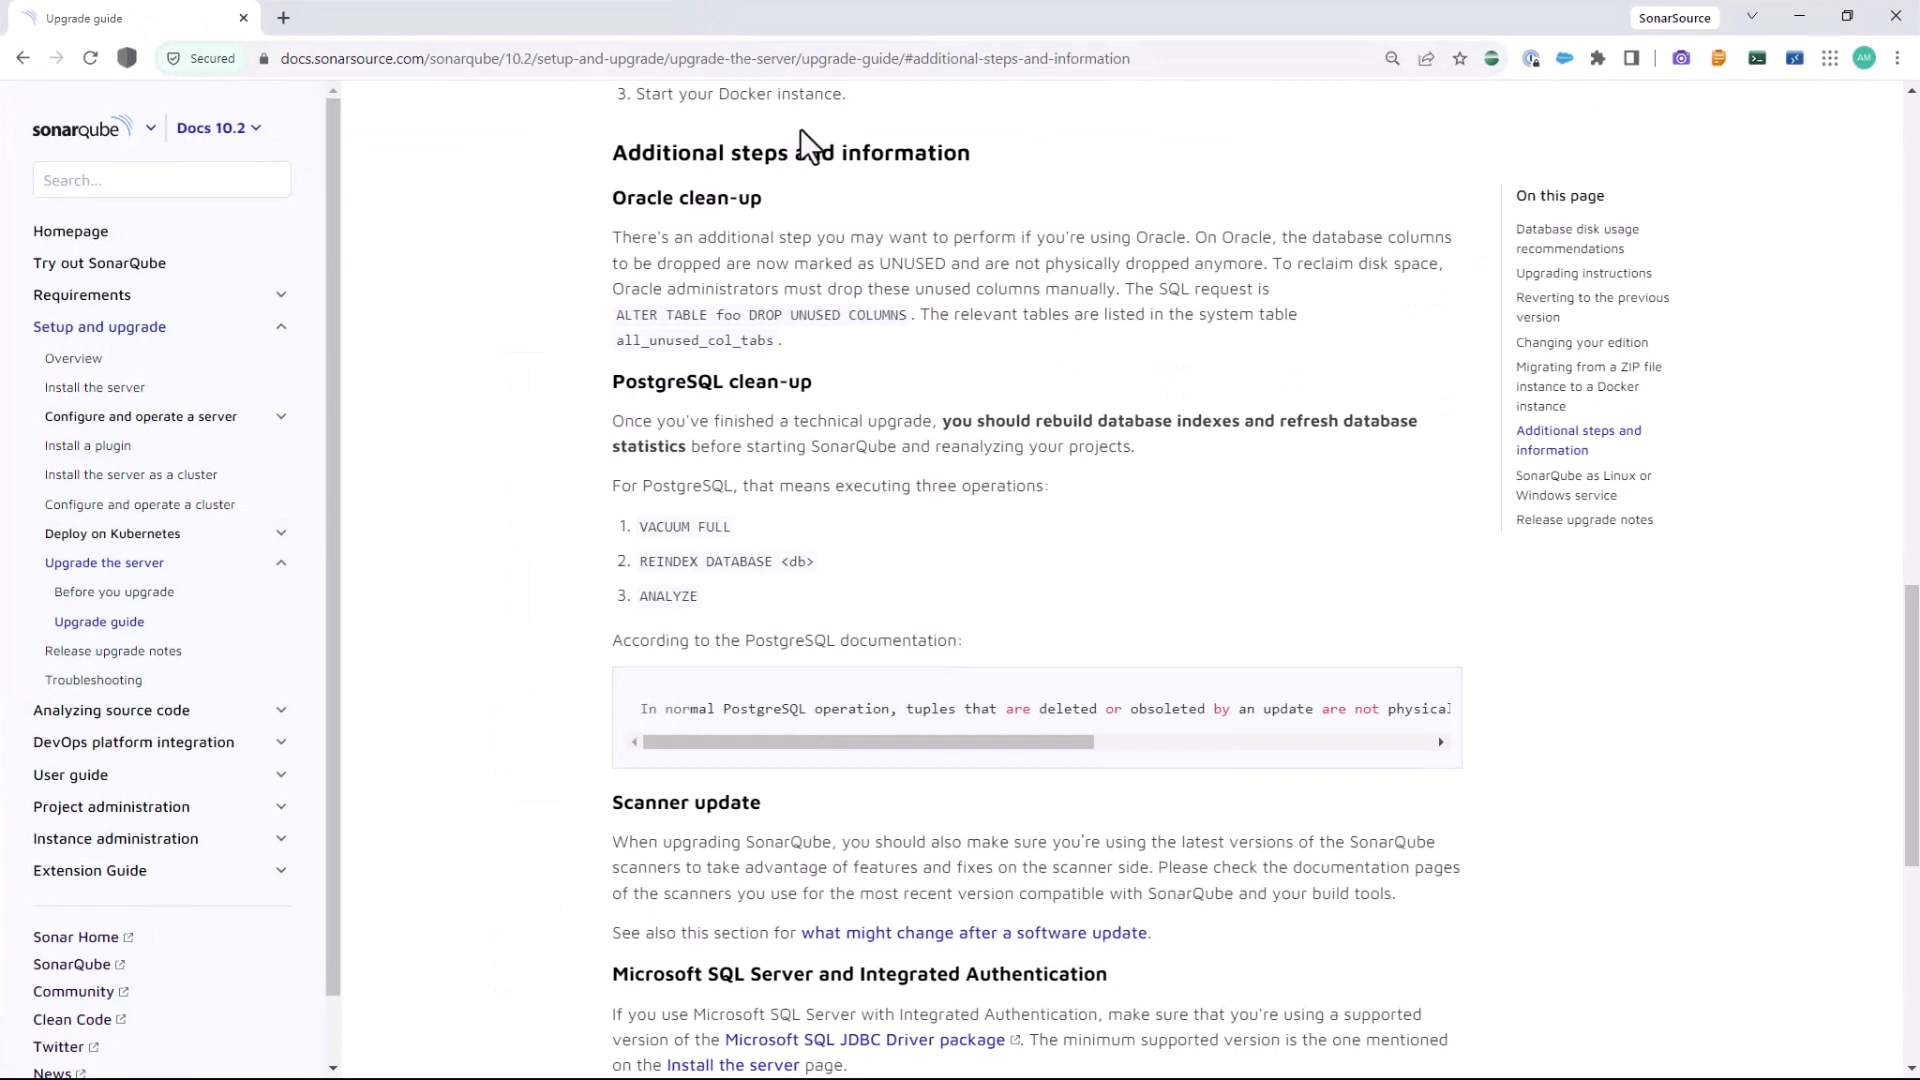 Upgrade guide
SonarSource
Secured
docs.sonarsource.com/sonarqube/10.2/setup-and-upgrade/upgrade-the-server/upgrade-guide/#additional-steps-and-information
AM
sonarqube
Docs 10.2
Search...
Homepage
Try out SonarQube
Requirements
Setup and upgrade
Overview
Install the server
Configure and operate a server
Install a plugin
Install the server as a cluster
Configure and operate a cluster
Deploy on Kubernetes
Upgrade the server
Before you upgrade
Upgrade guide
Release upgrade notes
Troubleshooting
Analyzing source code
DevOps platform integration
User guide
Project administration
Instance administration
Extension Guide
Sonar Home
SonarQube
Community
Clean Code
Twitter
News
3. Start your Docker instance.
Additional steps and information
Oracle clean-up
There's an additional step you may want to perform if you're using Oracle. On Oracle, the database columns
to be dropped are now marked as UNUSED and are not physically dropped anymore. To reclaim disk space,
Oracle administrators must drop these unused columns manually. The SQL request is
ALTER TABLE foo DROP UNUSED COLUMNS. The relevant tables are listed in the system table
all_unused_col_tabs.
PostgreSQL clean-up
Once you've finished a technical upgrade, you should rebuild database indexes and refresh database
statistics before starting SonarQube and reanalyzing your projects.
For PostgreSQL, that means executing three operations:
1. VACUUM FULL
2. REINDEX DATABASE <db>
3. ANALYZE
According to the PostgreSQL documentation:
In normal PostgreSQL operation, tuples that are deleted or obsoleted by an update are not physical
Scanner update
When upgrading SonarQube, you should also make sure you're using the latest versions of the SonarQube
scanners to take advantage of features and fixes on the scanner side. Please check the documentation pages
of the scanners you use for the most recent version compatible with SonarQube and your build tools.
See also this section for what might change after a software update.
Microsoft SQL Server and Integrated Authentication
If you use Microsoft SQL Server with Integrated Authentication, make sure that you're using a supported
version of the Microsoft SQL JDBC Driver package. The minimum supported version is the one mentioned
on the Install the server page.
On this page
Database disk usage
recommendations
Upgrading instructions
Reverting to the previous
version
Changing your edition
Migrating from a ZIP file
instance to a Docker
instance
Additional steps and
information
SonarQube as Linux or
Windows service
Release upgrade notes